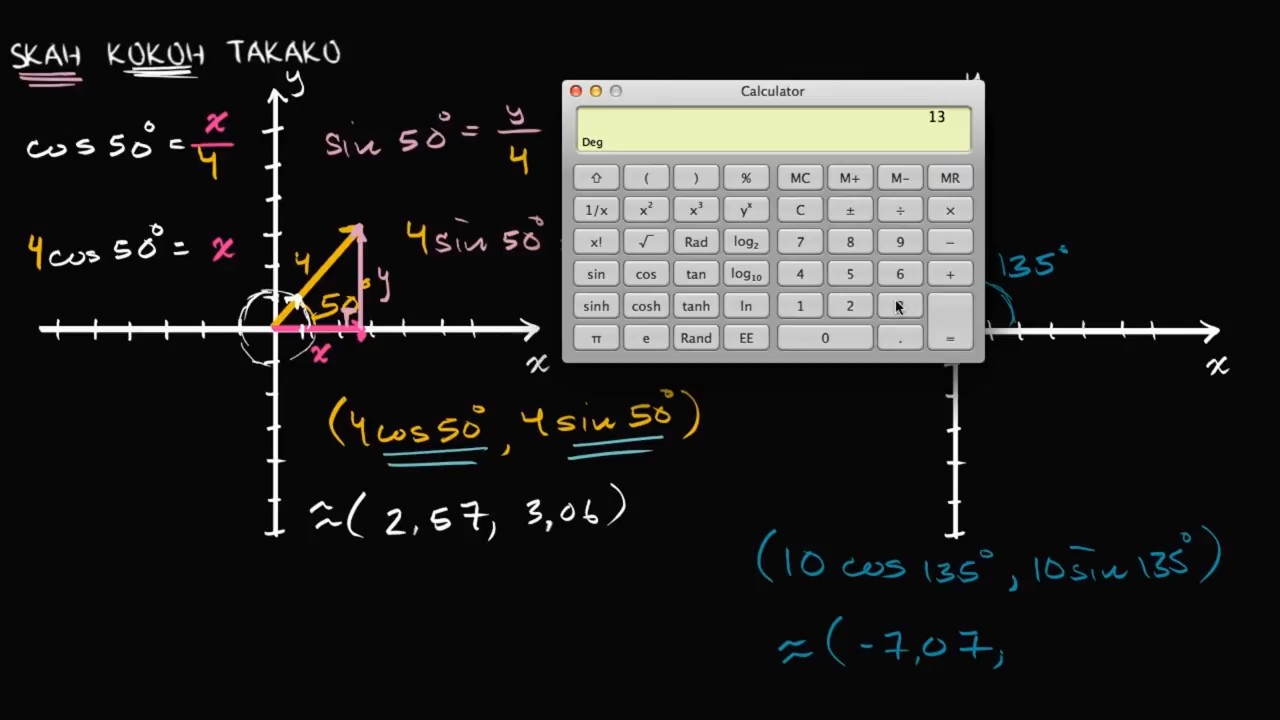 SKAH KOKOH TAKAKO
y
cos 50° = x/4
sin 50° = y/4
4 cos 50° = x
4 sin 50°
4
50°
y
x
x
(4 cos 50°, 4 sin 50°)
≈ (2,57, 3,06)
Calculator
13
Deg
⇧ ( ) % MC M+ M- MR
1/x x² x³ yˣ C ± ÷ ×
x! √ Rad log₂ 7 8 9 −
sin cos tan log₁₀ 4 5 6 +
sinh cosh tanh ln 1 2
π e Rand EE 0 . =
135°
x
(10 cos 135°, 10 sin 135°)
≈ (-7,07,